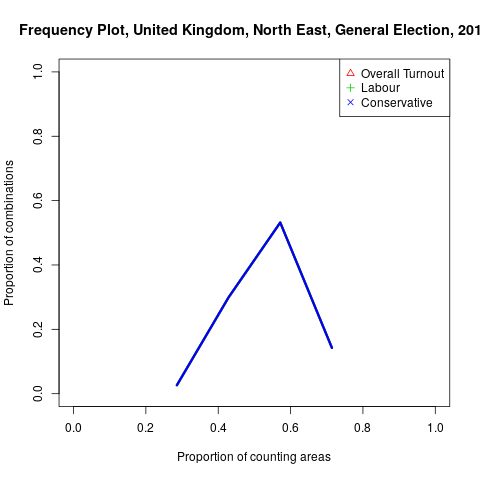 Frequency Plot, United Kingdom, North East, General Election, 201
Overall Turnout
Labour
Conservative
Proportion of combinations
1.0
0.8
0.6
0.4
0.2
0.0
0.0 0.2 0.4 0.6 0.8 1.0
Proportion of counting areas